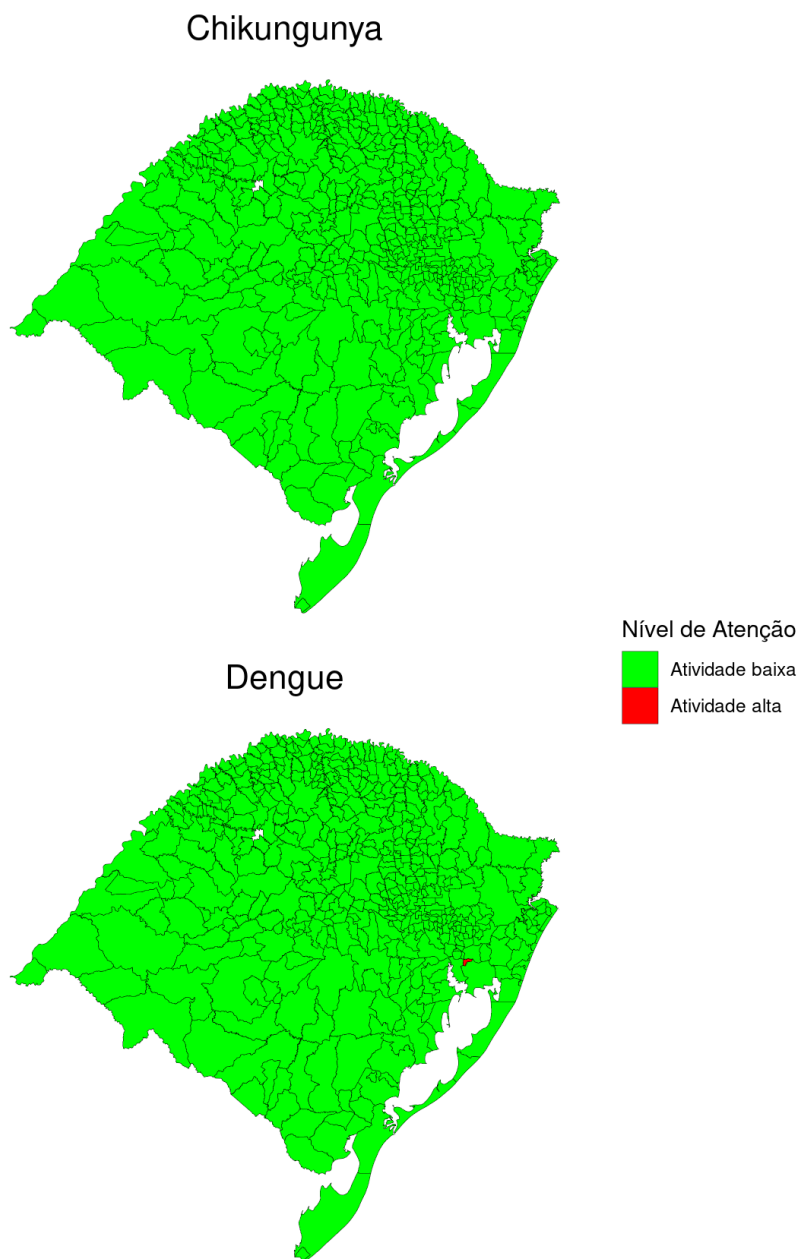 Chikungunya
Nível de Atenção
Atividade baixa
Atividade alta
Dengue